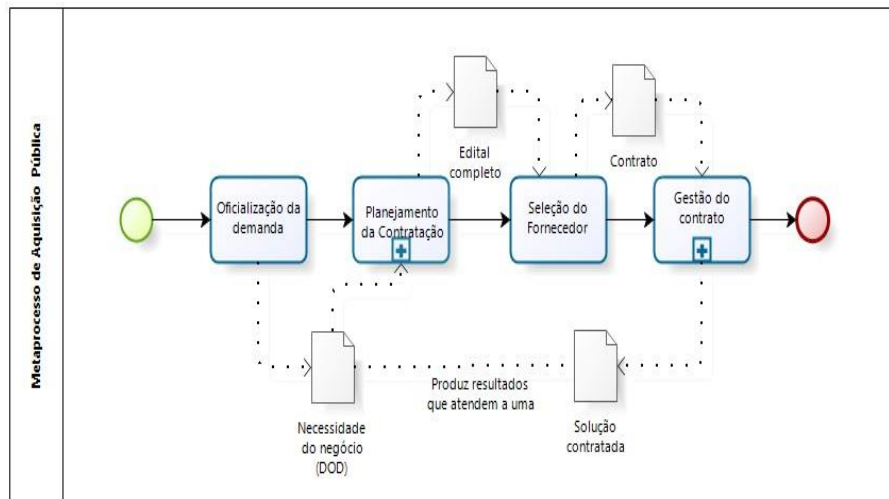 Metaprocesso de Aquisição Pública
Edital
completo
Contrato
Oficialização da
demanda
Planejamento
da Contratação
Seleção do
Fornecedor
Gestão do
contrato
Produz resultados
que atendem a uma
Necessidade
do negócio
(DOD)
Solução
contratada